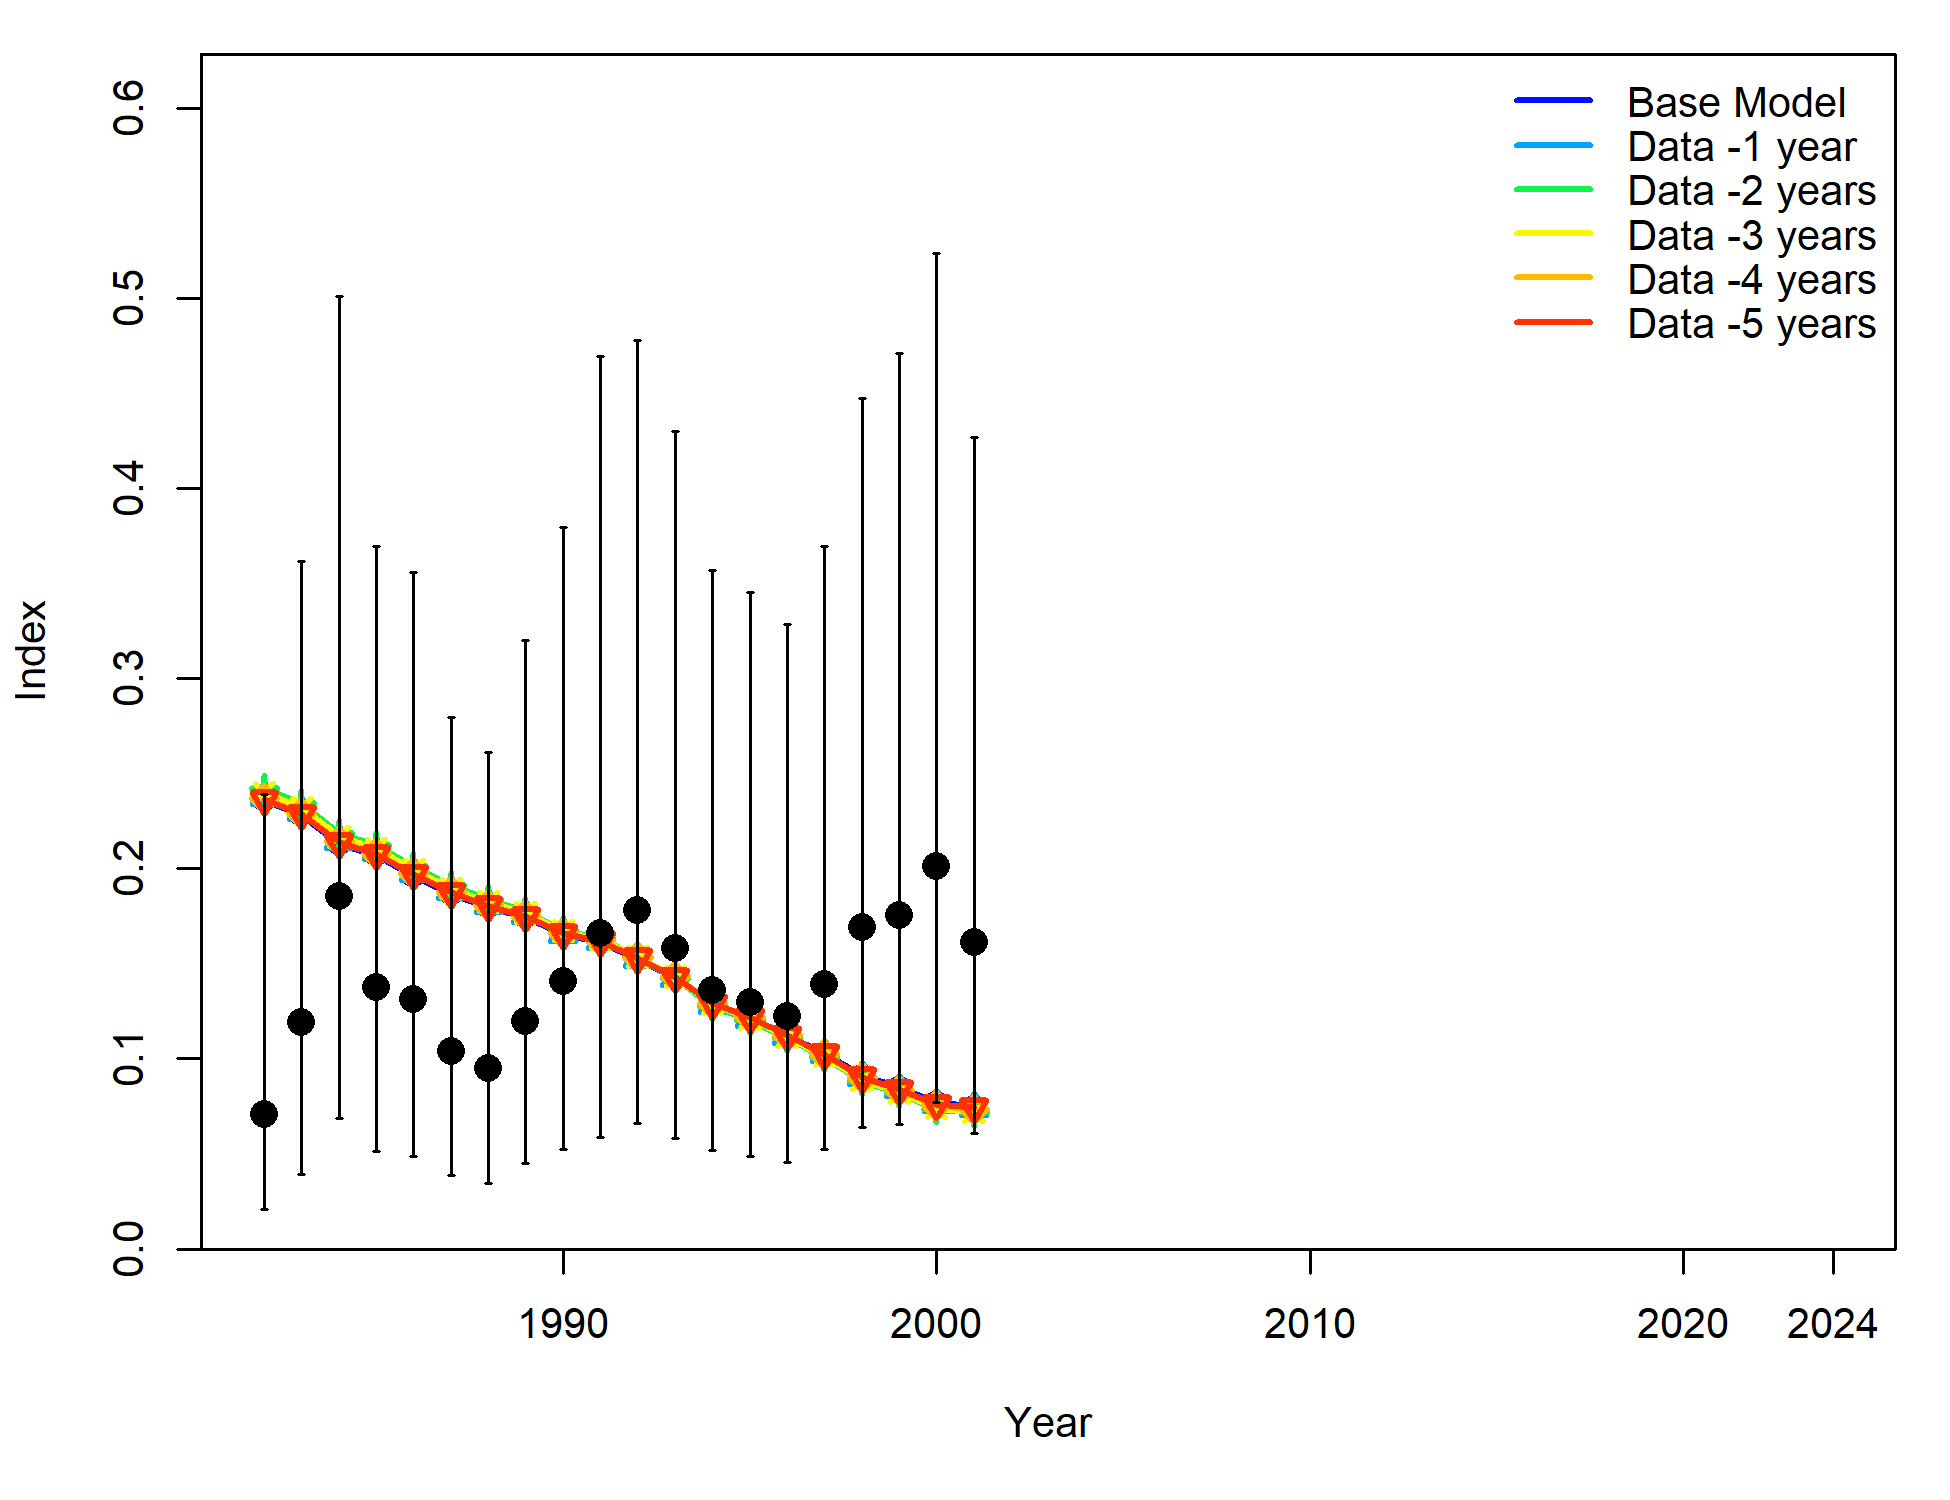 0.6
0.5
0.4
0.3
0.2
0.1
0.0
Index
Base Model
Data -1 year
Data -2 years
Data -3 years
Data -4 years
Data -5 years
1990 2000 2010 2020 2024
Year